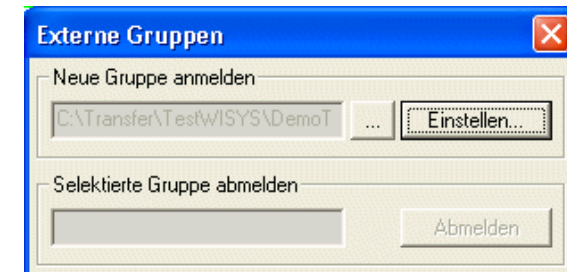 Externe Gruppen
Neue Gruppe anmelden
C:\Transfer\TestWISYS\DemoT ... Einstellen...
Selektierte Gruppe abmelden
Abmelden